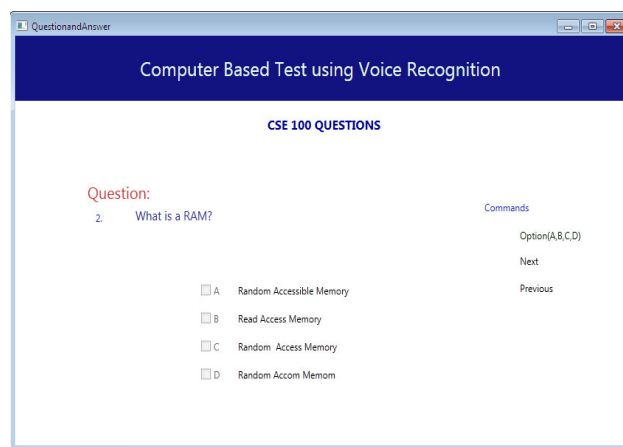 QuestionandAnswer
Computer Based Test using Voice Recognition
CSE 100 QUESTIONS
Question:
2. What is a RAM?
Commands
Option(A,B,C,D)
Next
Previous
A Random Accessible Memory
B Read Access Memory
C Random Access Memory
D Random Accom Memom